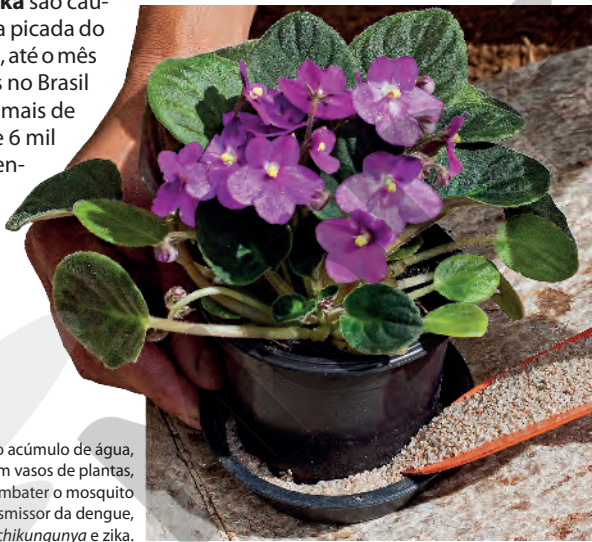 ka são cau-
a picada do
, até o mês
s no Brasil
mais de
e 6 mil
en-
o acúmulo de água,
m vasos de plantas,
mbater o mosquito
smissor da dengue,
chikungunya e zika.